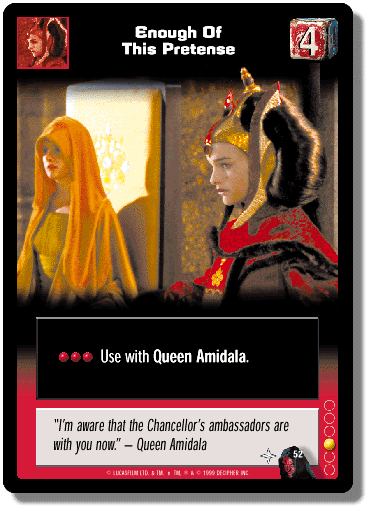 Enough Of
This Pretense
4
Use with Queen Amidala.
"I'm aware that the Chancellor's ambassadors are
with you now." – Queen Amidala
52
© LUCASFILM LTD. & TM. ® TM, ® & © 1999 DECIPHER INC